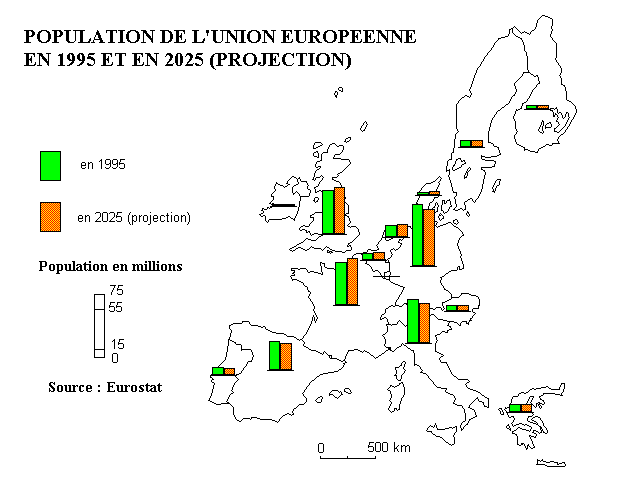 POPULATION DE L'UNION EUROPEENNE
EN 1995 ET EN 2025 (PROJECTION)
en 1995
en 2025 (projection)
Population en millions
75
55
15
0
Source : Eurostat
0 500 km